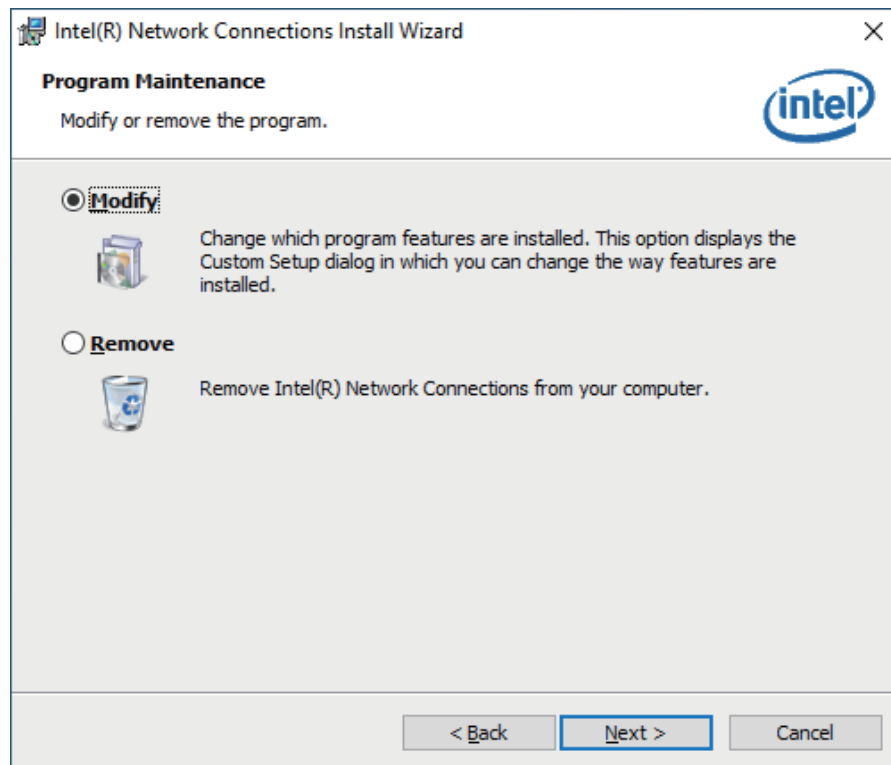 Intel(R) Network Connections Install Wizard
Program Maintenance
Modify or remove the program.
intel
Modify
Change which program features are installed. This option displays the
Custom Setup dialog in which you can change the way features are
installed.
Remove
Remove Intel(R) Network Connections from your computer.
< Back
Next >
Cancel